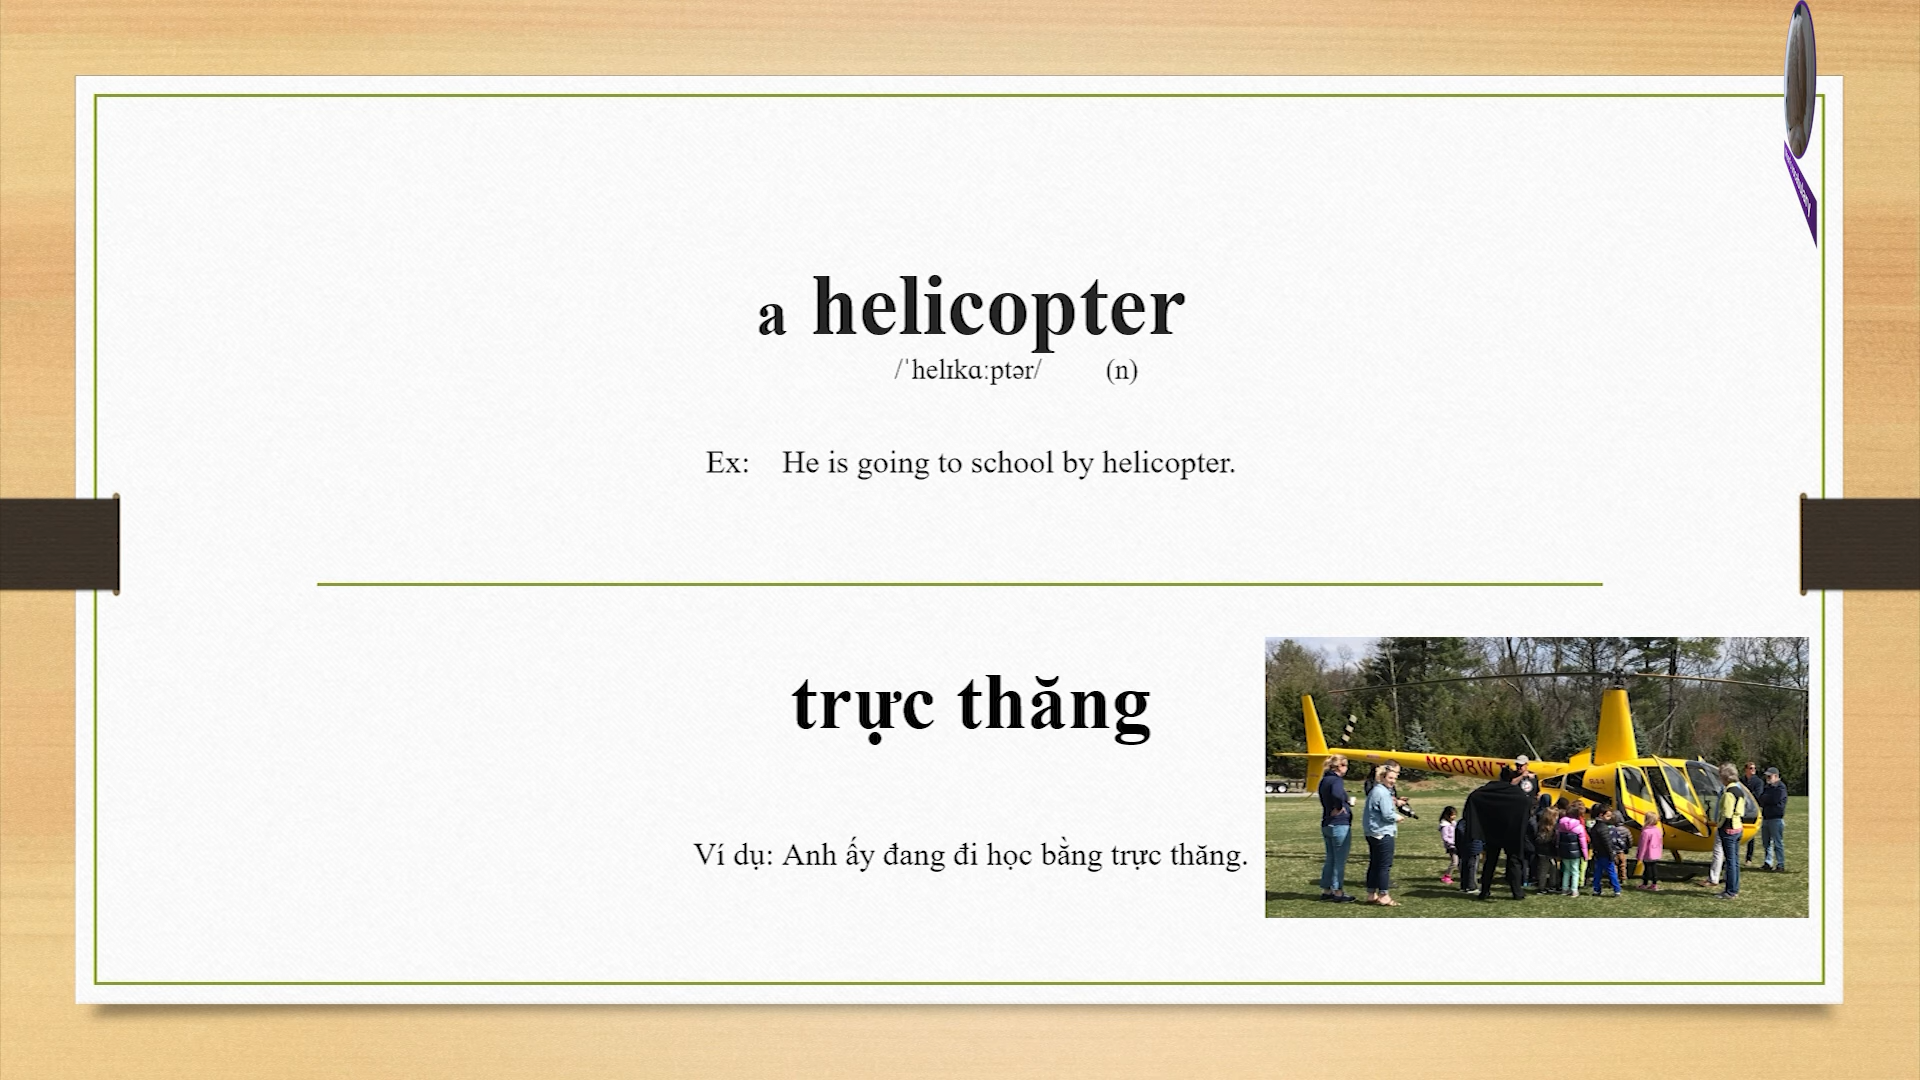 a helicopter
/ˈhelɪkɑːptər/ (n)
Ex: He is going to school by helicopter.
trực thăng
Ví dụ: Anh ấy đang đi học bằng trực thăng.